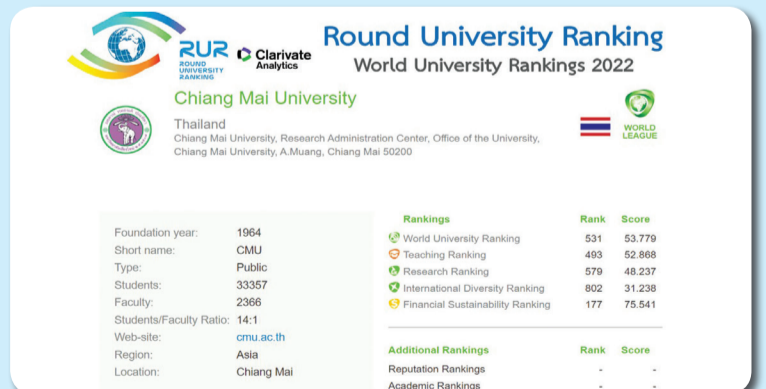 RUR
ROUND
UNIVERSITY
RANKING
Clarivate
Analytics
Round University Ranking
World University Rankings 2022
Chiang Mai University
Thailand
Chiang Mai University, Research Administration Center, Office of the University,
Chiang Mai University, A.Muang, Chiang Mai 50200
WORLD
LEAGUE
Foundation year: 1964
Short name: CMU
Type: Public
Students: 33357
Faculty: 2366
Students/Faculty Ratio: 14:1
Web-site: cmu.ac.th
Region: Asia
Location: Chiang Mai
Rankings Rank Score
World University Ranking 531 53.779
Teaching Ranking 493 52.868
Research Ranking 579 48.237
International Diversity Ranking 802 31.238
Financial Sustainability Ranking 177 75.541
Additional Rankings Rank Score
Reputation Rankings - -
Academic Rankings - -